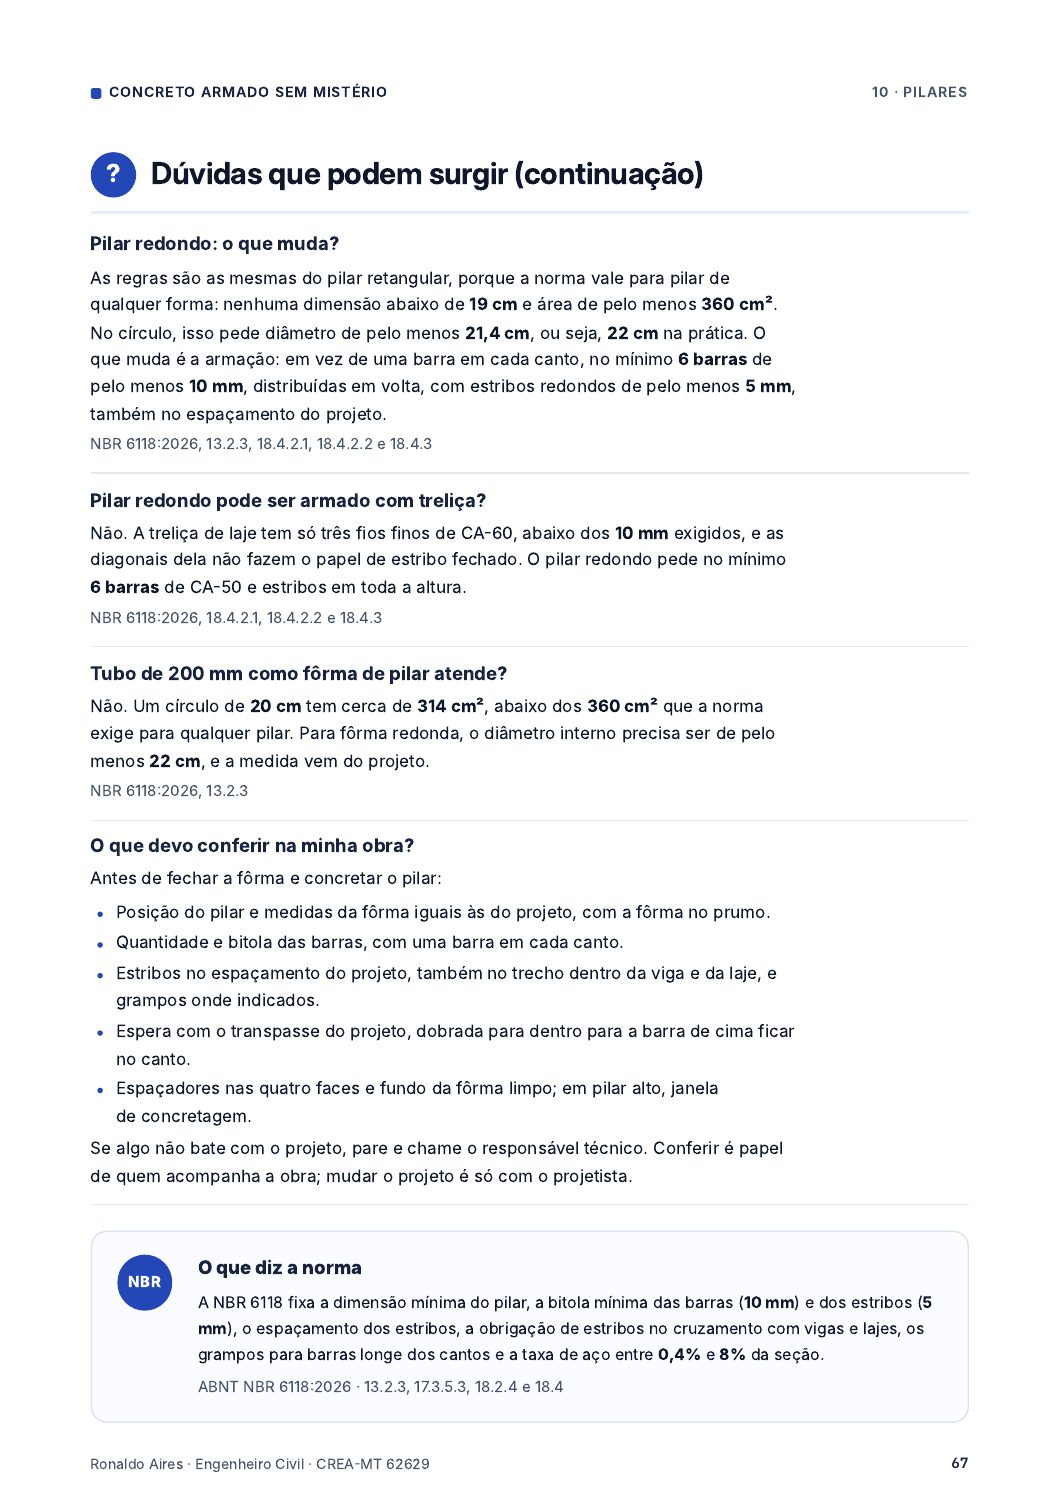 CONCRETO ARMADO SEM MISTÉRIO
10 · PILARES
? Dúvidas que podem surgir (continuação)
Pilar redondo: o que muda?
As regras são as mesmas do pilar retangular, porque a norma vale para pilar de
qualquer forma: nenhuma dimensão abaixo de 19 cm e área de pelo menos 360 cm².
No círculo, isso pede diâmetro de pelo menos 21,4 cm, ou seja, 22 cm na prática. O
que muda é a armação: em vez de uma barra em cada canto, no mínimo 6 barras de
pelo menos 10 mm, distribuídas em volta, com estribos redondos de pelo menos 5 mm,
também no espaçamento do projeto.
NBR 6118:2026, 13.2.3, 18.4.2.1, 18.4.2.2 e 18.4.3
Pilar redondo pode ser armado com treliça?
Não. A treliça de laje tem só três fios finos de CA-60, abaixo dos 10 mm exigidos, e as
diagonais dela não fazem o papel de estribo fechado. O pilar redondo pede no mínimo
6 barras de CA-50 e estribos em toda a altura.
NBR 6118:2026, 18.4.2.1, 18.4.2.2 e 18.4.3
Tubo de 200 mm como fôrma de pilar atende?
Não. Um círculo de 20 cm tem cerca de 314 cm², abaixo dos 360 cm² que a norma
exige para qualquer pilar. Para fôrma redonda, o diâmetro interno precisa ser de pelo
menos 22 cm, e a medida vem do projeto.
NBR 6118:2026, 13.2.3
O que devo conferir na minha obra?
Antes de fechar a fôrma e concretar o pilar:
• Posição do pilar e medidas da fôrma iguais às do projeto, com a fôrma no prumo.
• Quantidade e bitola das barras, com uma barra em cada canto.
• Estribos no espaçamento do projeto, também no trecho dentro da viga e da laje, e
grampos onde indicados.
• Espera com o transpasse do projeto, dobrada para dentro para a barra de cima ficar
no canto.
• Espaçadores nas quatro faces e fundo da fôrma limpo; em pilar alto, janela
de concretagem.
Se algo não bate com o projeto, pare e chame o responsável técnico. Conferir é papel
de quem acompanha a obra; mudar o projeto é só com o projetista.
NBR
O que diz a norma
A NBR 6118 fixa a dimensão mínima do pilar, a bitola mínima das barras (10 mm) e dos estribos (5
mm), o espaçamento dos estribos, a obrigação de estribos no cruzamento com vigas e lajes, os
grampos para barras longe dos cantos e a taxa de aço entre 0,4% e 8% da seção.
ABNT NBR 6118:2026 · 13.2.3, 17.3.5.3, 18.2.4 e 18.4
Ronaldo Aires · Engenheiro Civil · CREA-MT 62629
67